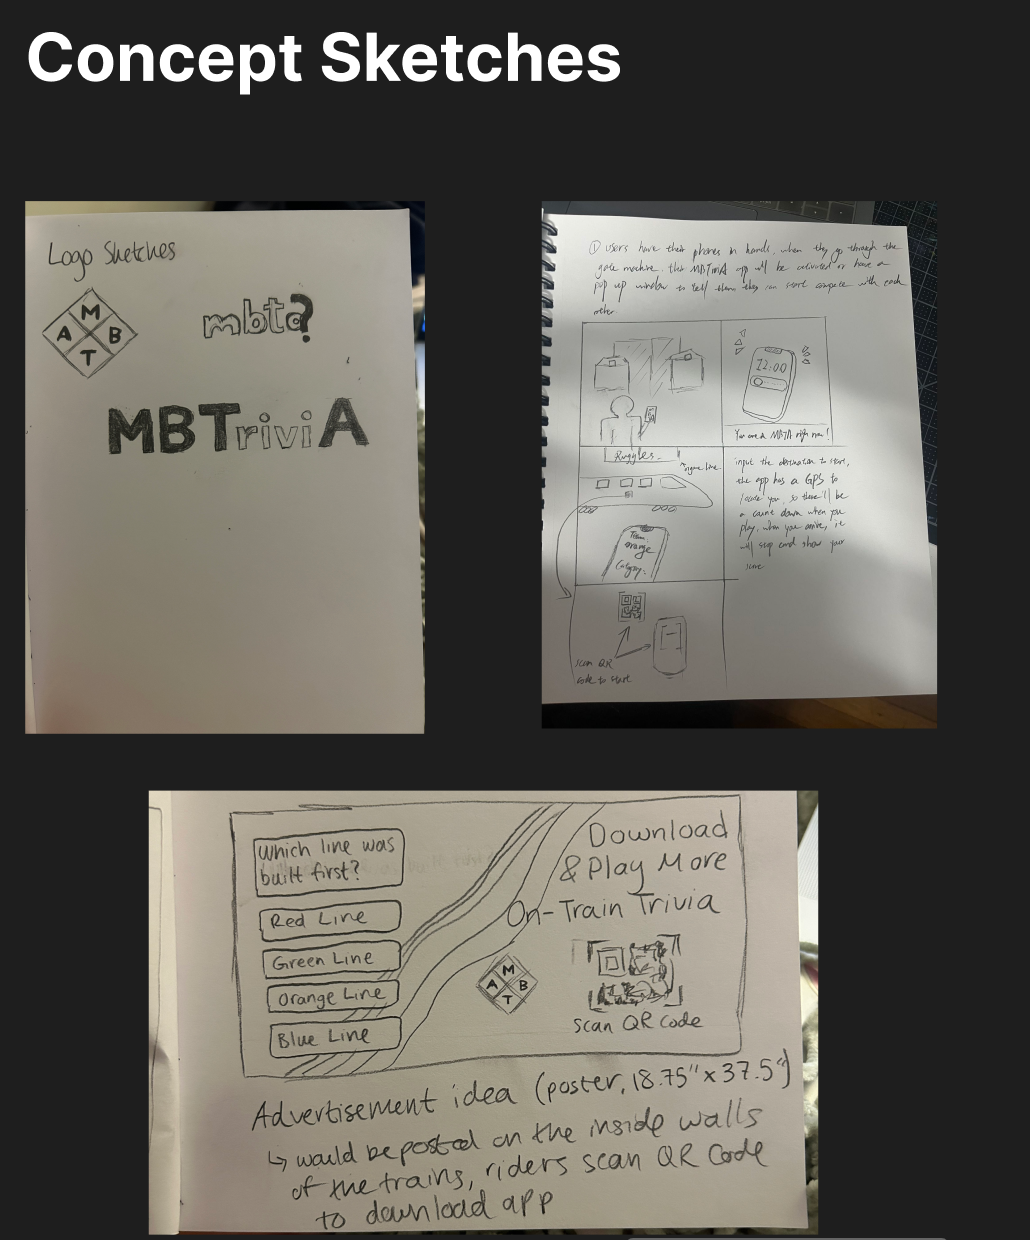 Concept Sketches
Logo Sketches
M
A B
T
mbta?
MBTriviA
① users have their phones in hands, when they go through the
gate machine. their MBTriviA app will be activated or have a
pop up window to tell them they can start compete with each
other.
12:00
You are at MBTA right now!
Ruggles
orange line
Team:
orange
Category:
input the destination to start,
the app has a GPS to
locate you, so there'll be
a count down when you
play, when you arrive, it
will stop and show your
score
scan QR
code to start
Which line was
built first?
Red Line
Green Line
Orange Line
Blue Line
Download
& Play More
On-Train Trivia
M
A B
T
scan QR code
Advertisement idea (poster, 18.75" x 37.5")
↳ would be posted on the inside walls
of the trains, riders scan QR Code
to download app